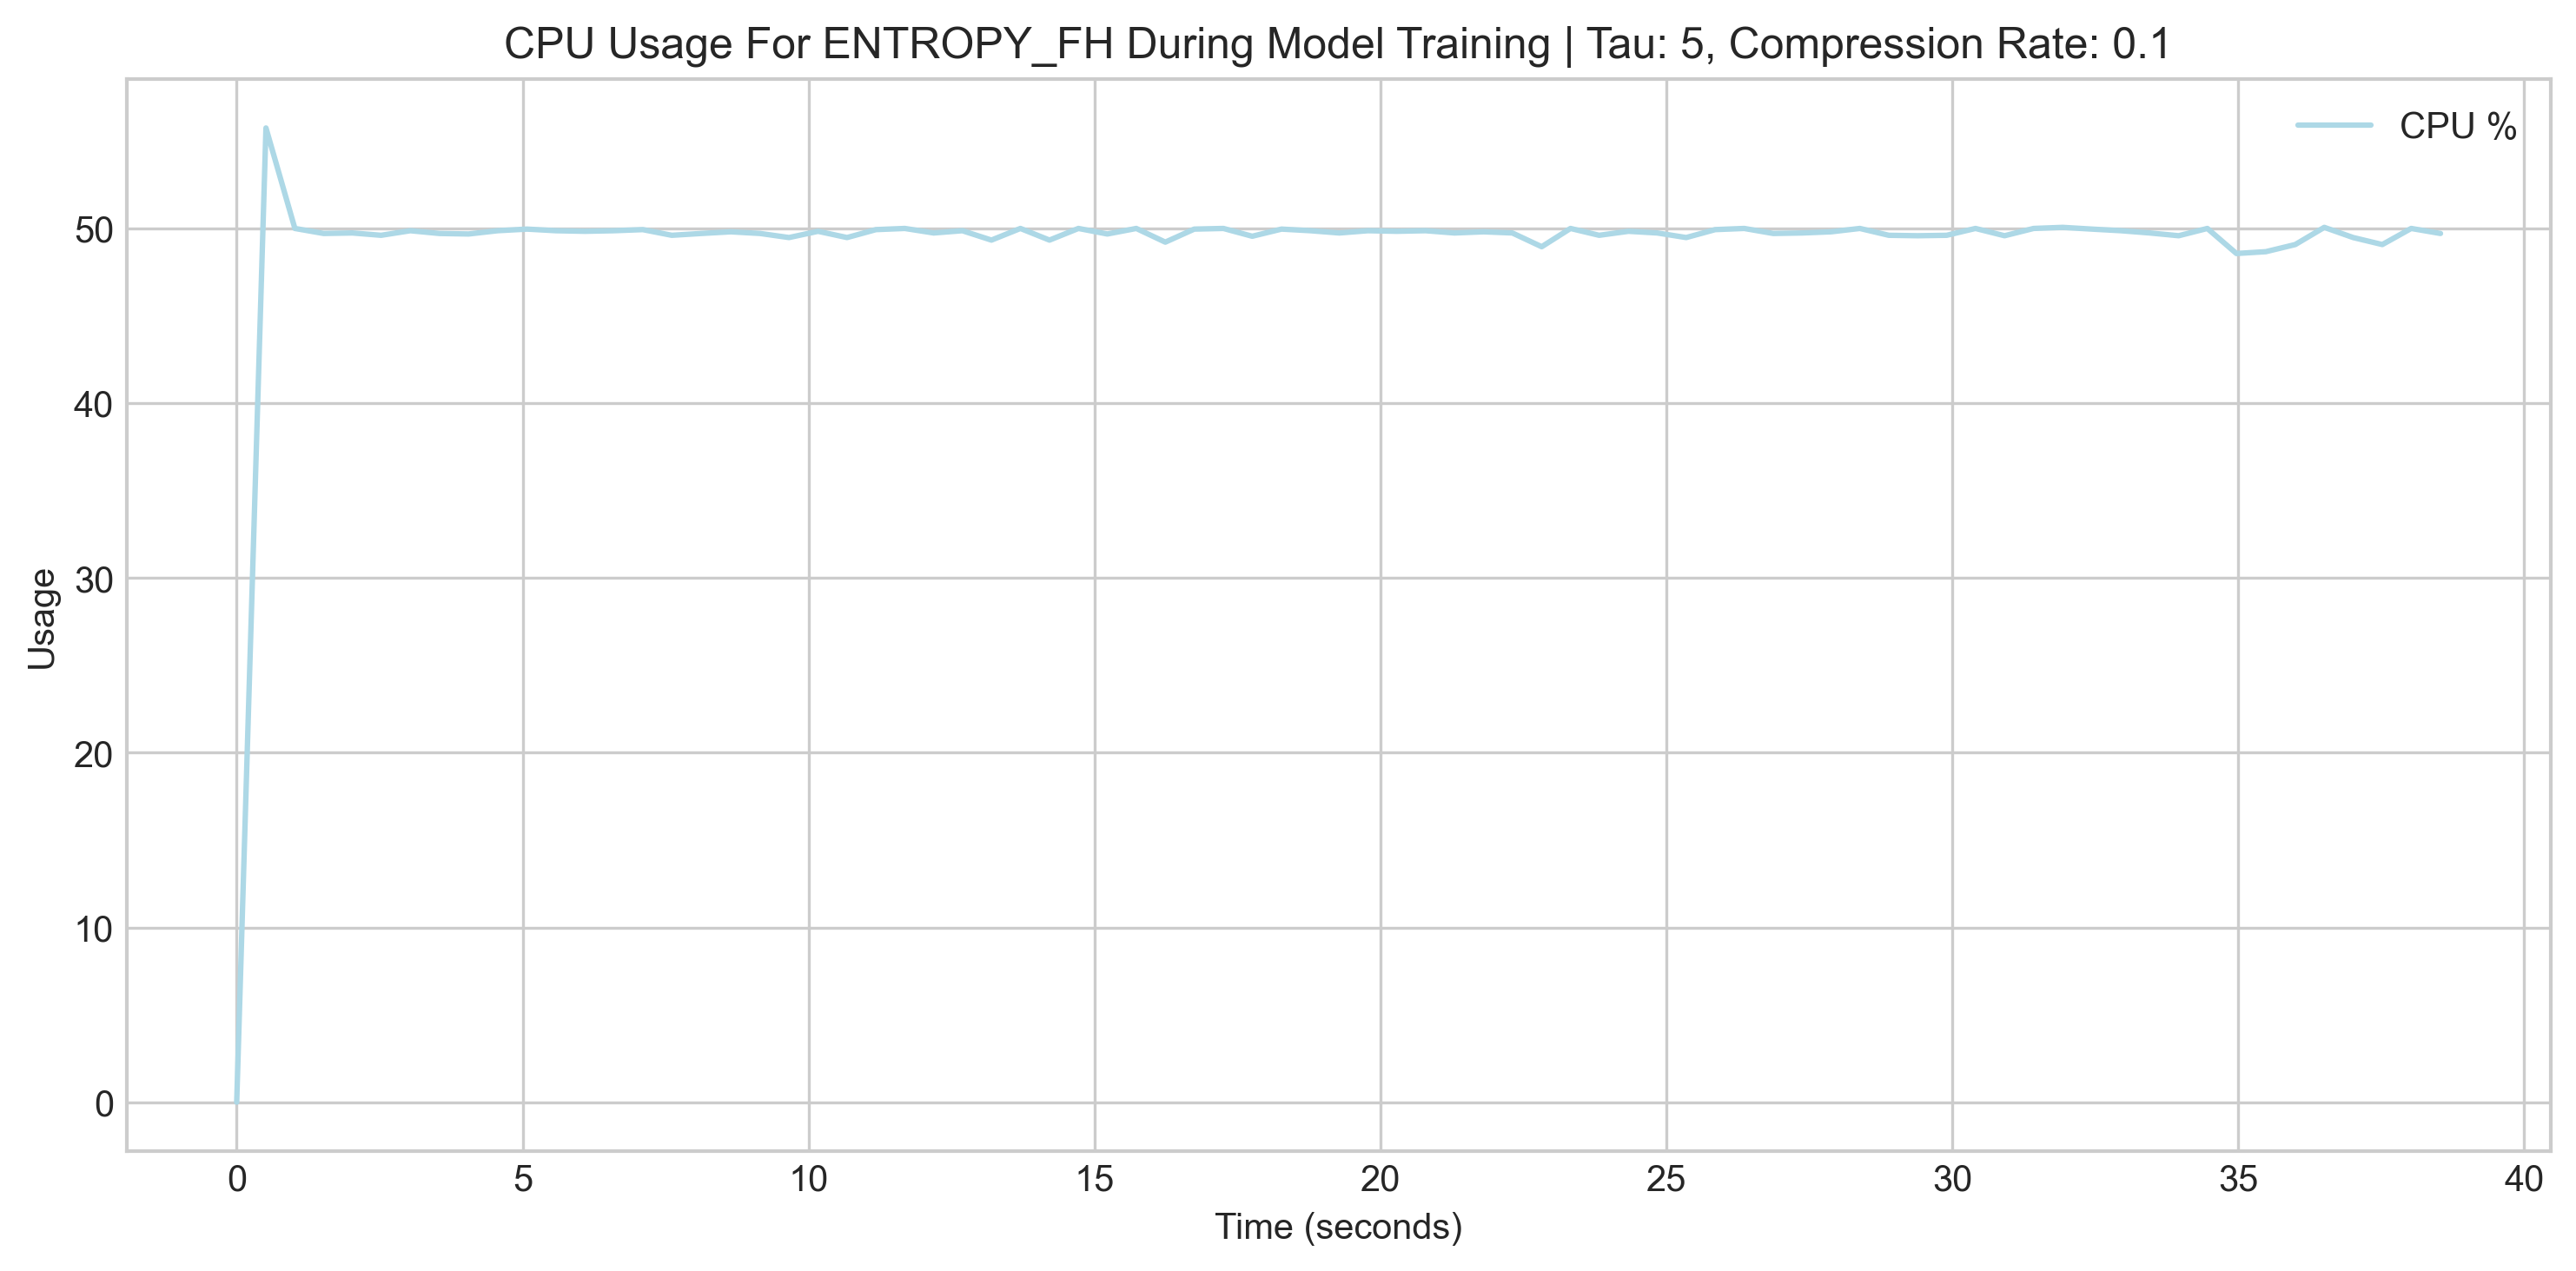 CPU Usage For ENTROPY_FH During Model Training | Tau: 5, Compression Rate: 0.1
CPU %
Usage
50
40
30
20
10
0
0 5 10 15 20 25 30 35 40
Time (seconds)